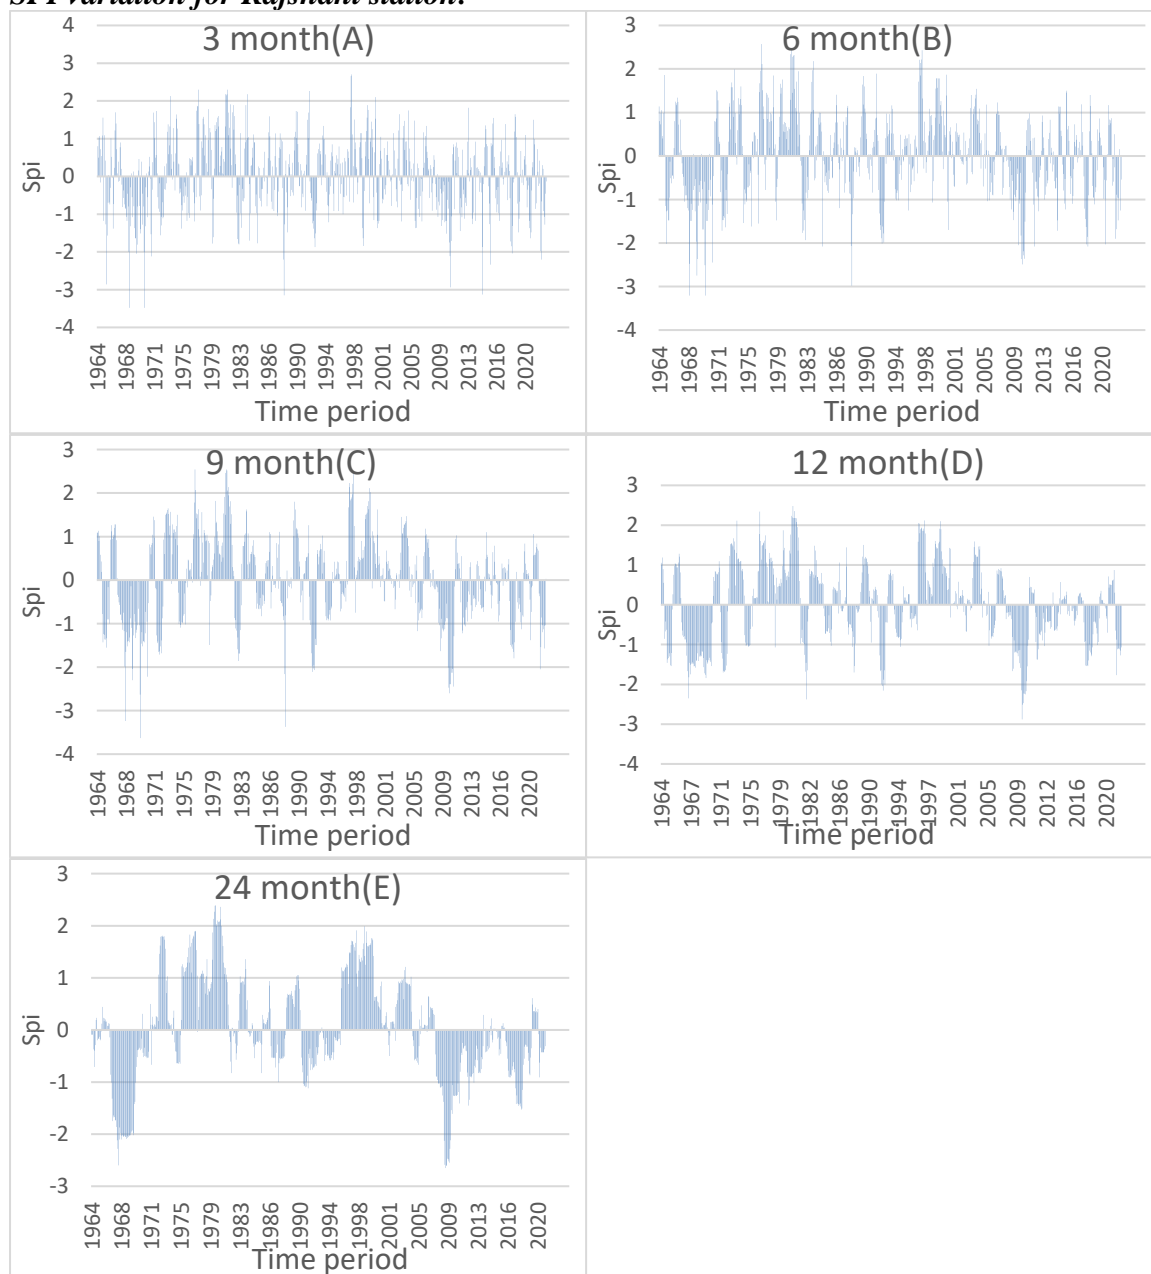 SPI variation for Rajshahi station:
3 month(A)
4
3
2
1
0
-1
-2
-3
-4
Spi
1964 1968 1971 1975 1979 1983 1986 1990 1994 1998 2001 2005 2009 2013 2016 2020
Time period
6 month(B)
3
2
1
0
-1
-2
-3
-4
Spi
1964 1968 1971 1975 1979 1983 1986 1990 1994 1998 2001 2005 2009 2013 2016 2020
Time period
9 month(C)
3
2
1
0
-1
-2
-3
-4
Spi
1964 1968 1971 1975 1979 1983 1986 1990 1994 1998 2001 2005 2009 2013 2016 2020
Time period
12 month(D)
3
2
1
0
-1
-2
-3
-4
Spi
1964 1967 1971 1975 1979 1982 1986 1990 1994 1997 2001 2005 2009 2012 2016 2020
Time period
24 month(E)
3
2
1
0
-1
-2
-3
Spi
1964 1968 1971 1975 1979 1983 1986 1990 1994 1998 2001 2005 2009 2013 2016 2020
Time period